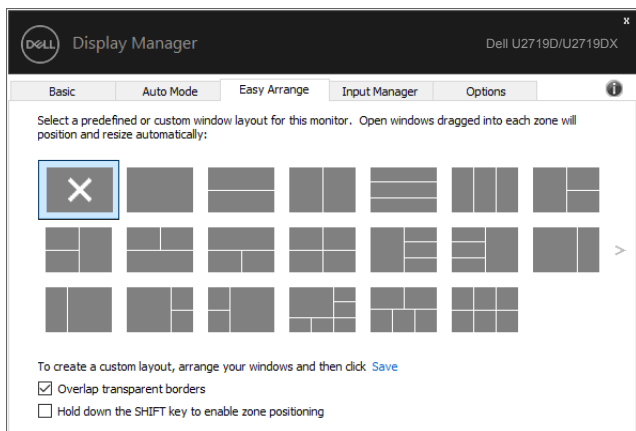 x
DELL Display Manager Dell U2719D/U2719DX
Basic Auto Mode Easy Arrange Input Manager Options i
Select a predefined or custom window layout for this monitor. Open windows dragged into each zone will
position and resize automatically:
>
To create a custom layout, arrange your windows and then click Save
Overlap transparent borders
Hold down the SHIFT key to enable zone positioning